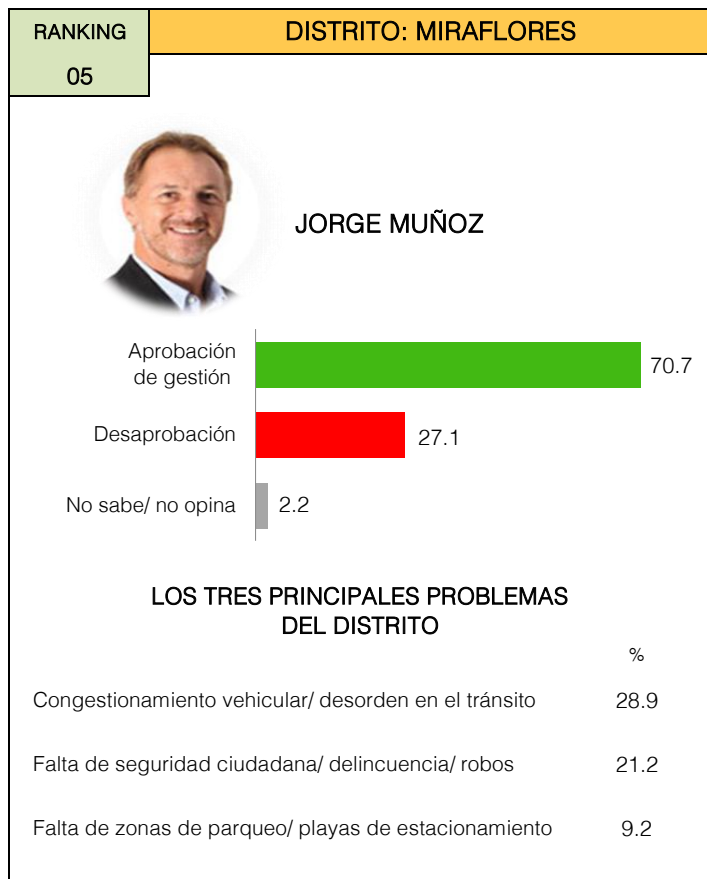 RANKING
05
DISTRITO: MIRAFLORES
JORGE MUÑOZ
Aprobación
de gestión
70.7
Desaprobación
27.1
No sabe/ no opina
2.2
LOS TRES PRINCIPALES PROBLEMAS
DEL DISTRITO
%
Congestionamiento vehicular/ desorden en el tránsito 28.9
Falta de seguridad ciudadana/ delincuencia/ robos 21.2
Falta de zonas de parqueo/ playas de estacionamiento 9.2